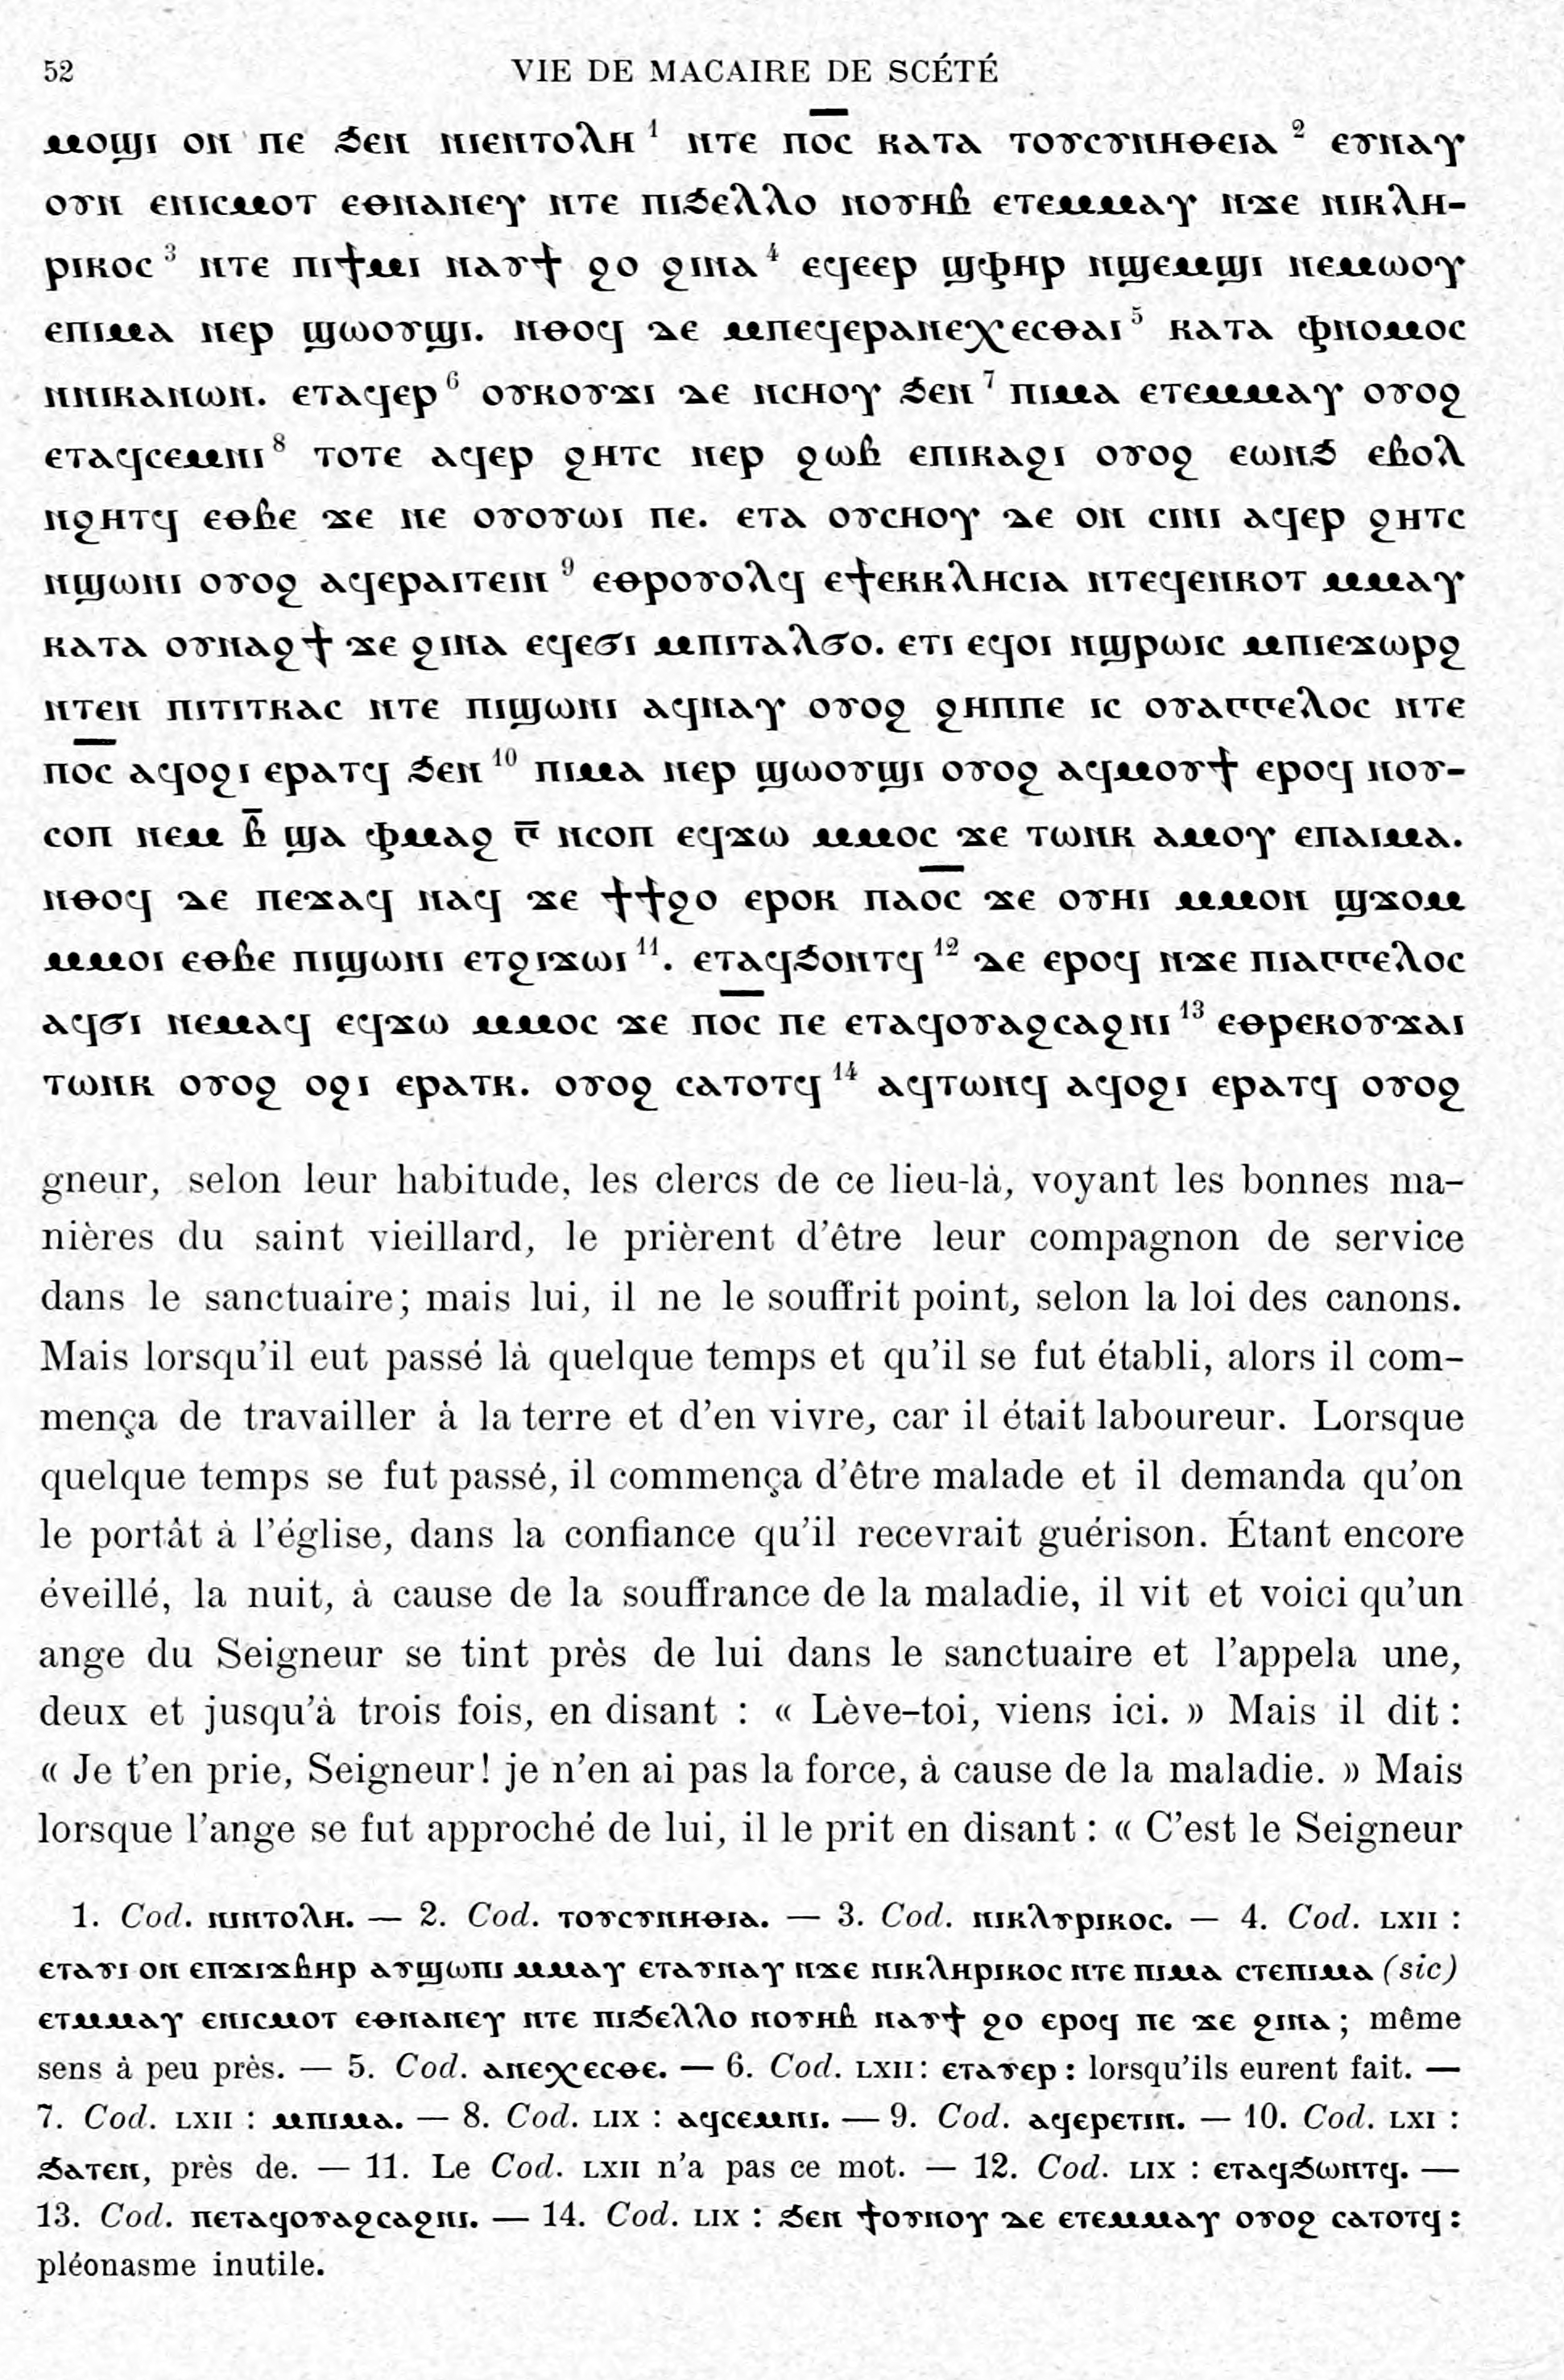 52 VIE DE MACAIRE DE SCÉTÉ
ⲙⲟϣⲓ ⲟⲛ ⲡⲉ ϧⲉⲛ ⲛⲓⲉⲛⲧⲟⲗⲏ ¹ ⲛⲧⲉ ⲡⲟ̅ⲥ ⲕⲁⲧⲁ ⲧⲟⲩⲥⲩⲛⲏⲑⲉⲓⲁ ² ⲉⲩⲛⲁⲩ
ⲟⲩⲛ ⲉⲛⲓⲥⲙⲟⲧ ⲉⲑⲛⲁⲛⲉⲩ ⲛⲧⲉ ⲡⲓϧⲉⲗⲗⲟ ⲛⲟⲩⲏⲃ ⲉⲧⲉⲙⲙⲁⲩ ⲛϫⲉ ⲛⲓⲕⲗⲏ-
ⲣⲓⲕⲟⲥ ³ ⲛⲧⲉ ⲡⲓϯⲙⲓ ⲛⲁⲩϯ ϩⲟ ϩⲓⲛⲁ ⁴ ⲉϥⲉⲉⲣ ϣⲫⲏⲣ ⲛϣⲉⲙϣⲓ ⲛⲉⲙⲱⲟⲩ
ⲉⲡⲓⲙⲁ ⲛⲉⲣ ϣⲱⲟⲩϣⲓ. ⲛⲑⲟϥ ⲇⲉ ⲙⲡⲉϥⲉⲣⲁⲛⲉⲭⲉⲥⲑⲁⲓ ⁵ ⲕⲁⲧⲁ ⲫⲛⲟⲙⲟⲥ
ⲛⲛⲓⲕⲁⲛⲱⲛ. ⲉⲧⲁϥⲉⲣ ⁶ ⲟⲩⲕⲟⲩϫⲓ ⲇⲉ ⲛⲥⲏⲟⲩ ϧⲉⲛ ⁷ ⲡⲓⲙⲁ ⲉⲧⲉⲙⲙⲁⲩ ⲟⲩⲟϩ
ⲉⲧⲁϥⲥⲉⲙⲛⲓ ⁸ ⲧⲟⲧⲉ ⲁϥⲉⲣ ϩⲏⲧⲥ ⲛⲉⲣ ϩⲱⲃ ⲉⲡⲓⲕⲁϩⲓ ⲟⲩⲟϩ ⲉⲱⲛϧ ⲉⲃⲟⲗ
ⲛϩⲏⲧϥ ⲉⲑⲃⲉ ϫⲉ ⲛⲉ ⲟⲩⲟⲩⲱⲓ ⲡⲉ. ⲉⲧⲁ ⲟⲩⲥⲏⲟⲩ ⲇⲉ ⲟⲛ ⲥⲓⲛⲓ ⲁϥⲉⲣ ϩⲏⲧⲥ
ⲛϣⲱⲛⲓ ⲟⲩⲟϩ ⲁϥⲉⲣⲁⲓⲧⲉⲓⲛ ⁹ ⲉⲑⲣⲟⲩⲟⲗϥ ⲉϯⲉⲕⲕⲗⲏⲥⲓⲁ ⲛⲧⲉϥⲉⲛⲕⲟⲧ ⲙⲙⲁⲩ
ⲕⲁⲧⲁ ⲟⲩⲛⲁϩϯ ϫⲉ ϩⲓⲛⲁ ⲉϥⲉϭⲓ ⲙⲡⲓⲧⲁⲗϭⲟ. ⲉⲧⲓ ⲉϥⲟⲓ ⲛϣⲣⲱⲓⲥ ⲙⲡⲓⲉϫⲱⲣϩ
ⲛⲧⲉⲛ ⲡⲓⲧⲓⲧⲕⲁⲥ ⲛⲧⲉ ⲡⲓϣⲱⲛⲓ ⲁϥⲛⲁⲩ ⲟⲩⲟϩ ϩⲏⲡⲡⲉ ⲓⲥ ⲟⲩⲁⲅⲅⲉⲗⲟⲥ ⲛⲧⲉ
ⲡⲟ̅ⲥ ⲁϥⲟϩⲓ ⲉⲣⲁⲧϥ ϧⲉⲛ ¹⁰ ⲡⲓⲙⲁ ⲛⲉⲣ ϣⲱⲟⲩϣⲓ ⲟⲩⲟϩ ⲁϥⲙⲟⲩϯ ⲉⲣⲟϥ ⲛⲟⲩ-
ⲥⲟⲡ ⲛⲉⲙ ⲃ̅ ϣⲁ ⲫⲙⲁϩ ⲅ̅ ⲛⲥⲟⲡ ⲉϥϫⲱ ⲙⲙⲟⲥ ϫⲉ ⲧⲱⲛⲕ ⲁⲙⲟⲩ ⲉⲡⲁⲓⲙⲁ.
ⲛⲑⲟϥ ⲇⲉ ⲡⲉϫⲁϥ ⲛⲁϥ ϫⲉ ϯϯϩⲟ ⲉⲣⲟⲕ ⲡⲁⲟ̅ⲥ ϫⲉ ⲟⲩⲏⲓ ⲙⲙⲟⲛ ϣϫⲟⲙ
ⲙⲙⲟⲓ ⲉⲑⲃⲉ ⲡⲓϣⲱⲛⲓ ⲉⲧϩⲓϫⲱⲓ ¹¹. ⲉⲧⲁϥϧⲟⲛⲧϥ ¹² ⲇⲉ ⲉⲣⲟϥ ⲛϫⲉ ⲡⲓⲁⲅⲅⲉⲗⲟⲥ
ⲁϥϭⲓ ⲛⲉⲙⲁϥ ⲉϥϫⲱ ⲙⲙⲟⲥ ϫⲉ ⲡⲟ̅ⲥ ⲡⲉ ⲉⲧⲁϥⲟⲩⲁϩⲥⲁϩⲛⲓ ¹³ ⲉⲑⲣⲉⲕⲟⲩϫⲁⲓ
ⲧⲱⲛⲕ ⲟⲩⲟϩ ⲟϩⲓ ⲉⲣⲁⲧⲕ. ⲟⲩⲟϩ ⲥⲁⲧⲟⲧϥ ¹⁴ ⲁϥⲧⲱⲛϥ ⲁϥⲟϩⲓ ⲉⲣⲁⲧϥ ⲟⲩⲟϩ
gneur, selon leur habitude, les clercs de ce lieu-là, voyant les bonnes ma-
nières du saint vieillard, le prièrent d'être leur compagnon de service
dans le sanctuaire; mais lui, il ne le souffrit point, selon la loi des canons.
Mais lorsqu'il eut passé là quelque temps et qu'il se fut établi, alors il com-
mença de travailler à la terre et d'en vivre, car il était laboureur. Lorsque
quelque temps se fut passé, il commença d'être malade et il demanda qu'on
le portât à l'église, dans la confiance qu'il recevrait guérison. Étant encore
éveillé, la nuit, à cause de la souffrance de la maladie, il vit et voici qu'un
ange du Seigneur se tint près de lui dans le sanctuaire et l'appela une,
deux et jusqu'à trois fois, en disant : « Lève-toi, viens ici. » Mais il dit :
« Je t'en prie, Seigneur! je n'en ai pas la force, à cause de la maladie. » Mais
lorsque l'ange se fut approché de lui, il le prit en disant : « C'est le Seigneur
1. Cod. ⲛⲓⲛⲧⲟⲗⲏ. — 2. Cod. ⲧⲟⲩⲥⲩⲛⲏⲑⲓⲁ. — 3. Cod. ⲛⲓⲕⲗⲩⲣⲓⲕⲟⲥ. — 4. Cod. LXII :
ⲉⲧⲁⲩⲓ ⲟⲛ ⲉⲡϫⲓϫⲃⲏⲣ ⲁⲩϣⲱⲡⲓ ⲙⲙⲁⲩ ⲉⲧⲁⲩⲛⲁⲩ ⲛϫⲉ ⲛⲓⲕⲗⲏⲣⲓⲕⲟⲥ ⲛⲧⲉ ⲡⲓⲙⲁ ⲥⲧⲉⲡⲓⲙⲁ (sic)
ⲉⲧⲙⲙⲁⲩ ⲉⲛⲓⲥⲙⲟⲧ ⲉⲑⲛⲁⲛⲉⲩ ⲛⲧⲉ ⲡⲓϧⲉⲗⲗⲟ ⲛⲟⲩⲏⲃ ⲛⲁⲩϯ ϩⲟ ⲉⲣⲟϥ ⲡⲉ ϫⲉ ϩⲓⲛⲁ ; même
sens à peu près. — 5. Cod. ⲁⲛⲉⲭⲉⲥⲑⲉ. — 6. Cod. LXII : ⲉⲧⲁⲩⲉⲣ : lorsqu'ils eurent fait. —
7. Cod. LXII : ⲙⲡⲓⲙⲁ. — 8. Cod. LIX : ⲁϥⲥⲉⲙⲛⲓ. — 9. Cod. ⲁϥⲉⲣⲉⲧⲓⲛ. — 10. Cod. LXI :
ϧⲁⲧⲉⲛ, près de. — 11. Le Cod. LXII n'a pas ce mot. — 12. Cod. LIX : ⲉⲧⲁϥϧⲱⲛⲧϥ. —
13. Cod. ⲡⲉⲧⲁϥⲟⲩⲁϩⲥⲁϩⲛⲓ. — 14. Cod. LIX : ϧⲉⲛ ϯⲟⲩⲛⲟⲩ ⲇⲉ ⲉⲧⲉⲙⲙⲁⲩ ⲟⲩⲟϩ ⲥⲁⲧⲟⲧϥ :
pléonasme inutile.